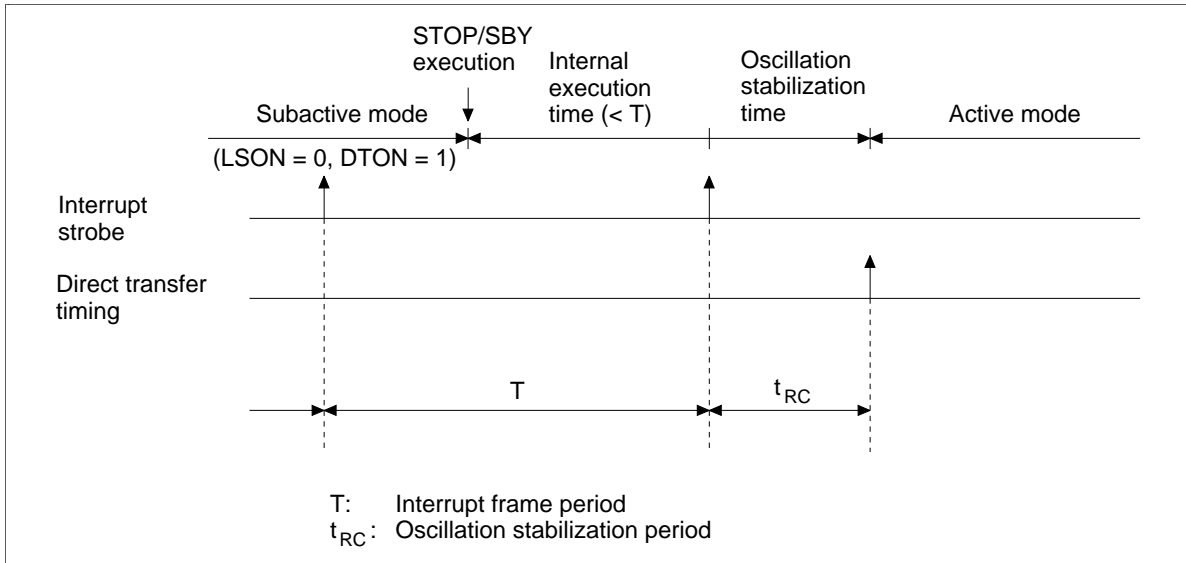 STOP/SBY
execution
Internal
execution
time (< T)
Oscillation
stabilization
time
Subactive mode
Active mode
(LSON = 0, DTON = 1)
Interrupt
strobe
Direct transfer
timing
T
tRC
T: Interrupt frame period
tRC: Oscillation stabilization period